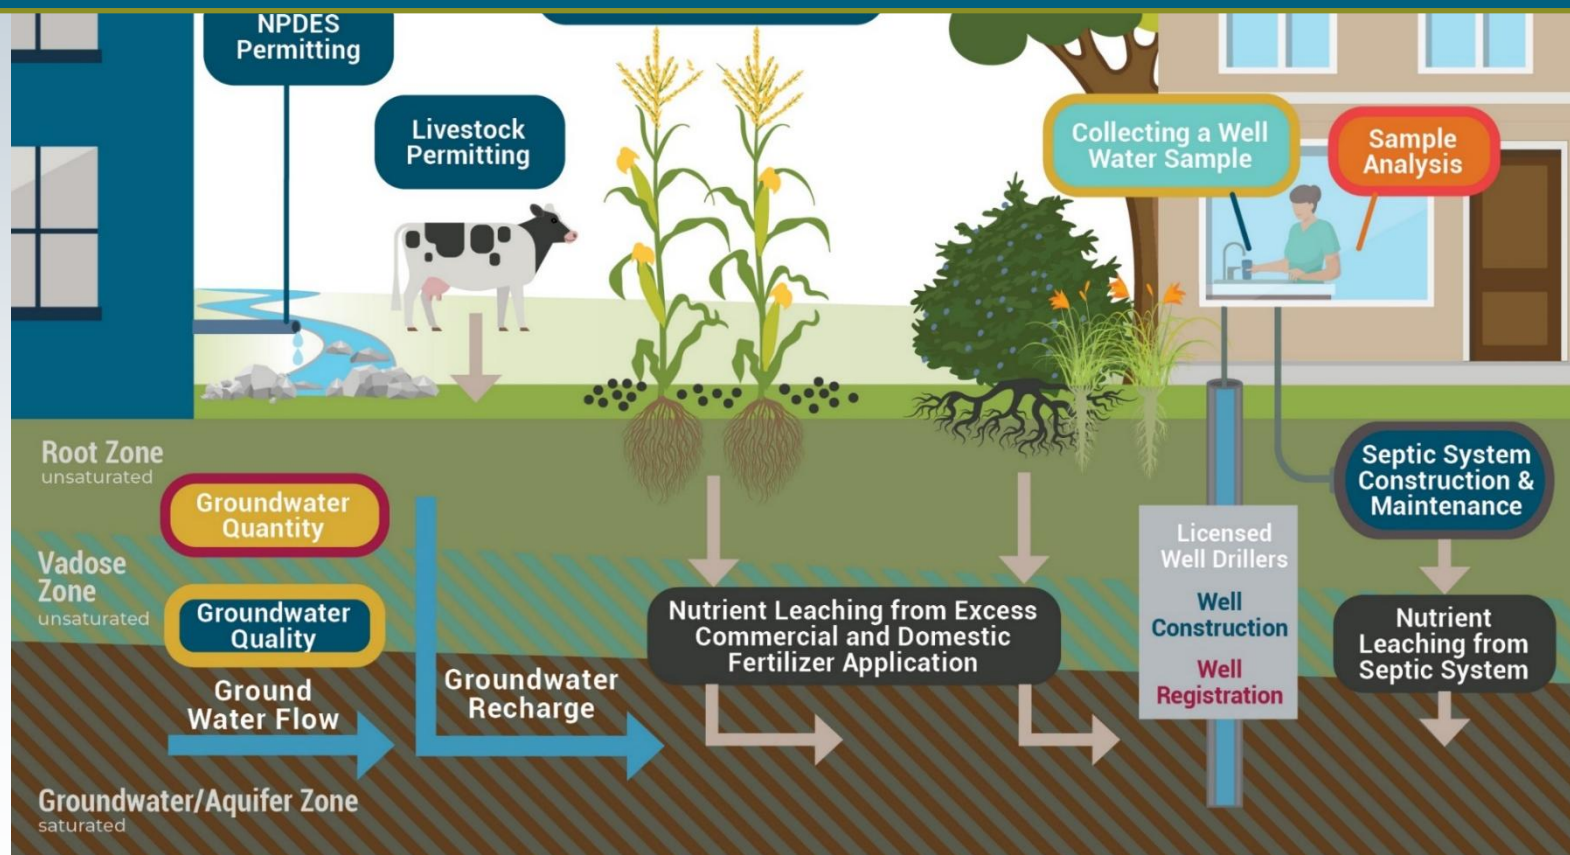 NPDES
Permitting
Livestock
Permitting
Collecting a Well
Water Sample
Sample
Analysis
Root Zone
unsaturated
Groundwater
Quantity
Septic System
Construction &
Maintenance
Licensed
Well Drillers
Vadose
Zone
unsaturated
Groundwater
Quality
Nutrient Leaching from Excess
Commercial and Domestic
Fertilizer Application
Well
Construction
Nutrient
Leaching from
Septic System
Well
Registration
Ground
Water Flow
Groundwater
Recharge
Groundwater/Aquifer Zone
saturated